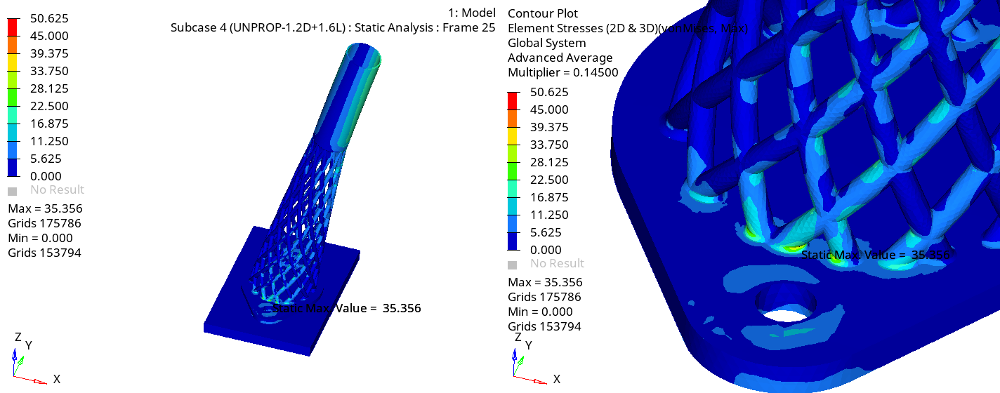 1: Model
Subcase 4 (UNPROP-1.2D+1.6L) : Static Analysis : Frame 25
50.625
45.000
39.375
33.750
28.125
22.500
16.875
11.250
5.625
0.000
No Result
Max = 35.356
Grids 175786
Min = 0.000
Grids 153794
Static Max. Value = 35.356
Z
Y
X
Contour Plot
Element Stresses (2D & 3D)(vonMises, Max)
Global System
Advanced Average
Multiplier = 0.14500
50.625
45.000
39.375
33.750
28.125
22.500
16.875
11.250
5.625
0.000
No Result
Max = 35.356
Grids 175786
Min = 0.000
Grids 153794
Static Max. Value = 35.356
Z
Y
X